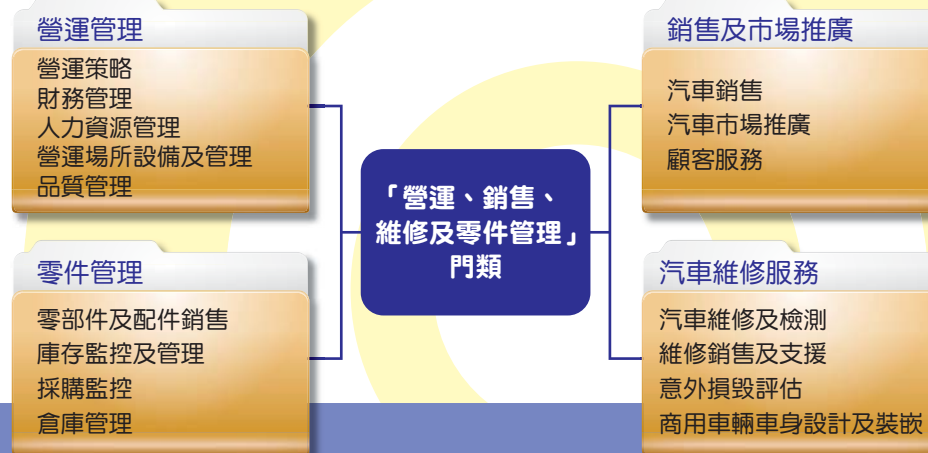 營運管理
營運策略
財務管理
人力資源管理
營運場所設備及管理
品質管理
銷售及市場推廣
汽車銷售
汽車市場推廣
顧客服務
「營運、銷售、
維修及零件管理」
門類
零件管理
零部件及配件銷售
庫存監控及管理
採購監控
倉庫管理
汽車維修服務
汽車維修及檢測
維修銷售及支援
意外損毀評估
商用車輛車身設計及裝嵌